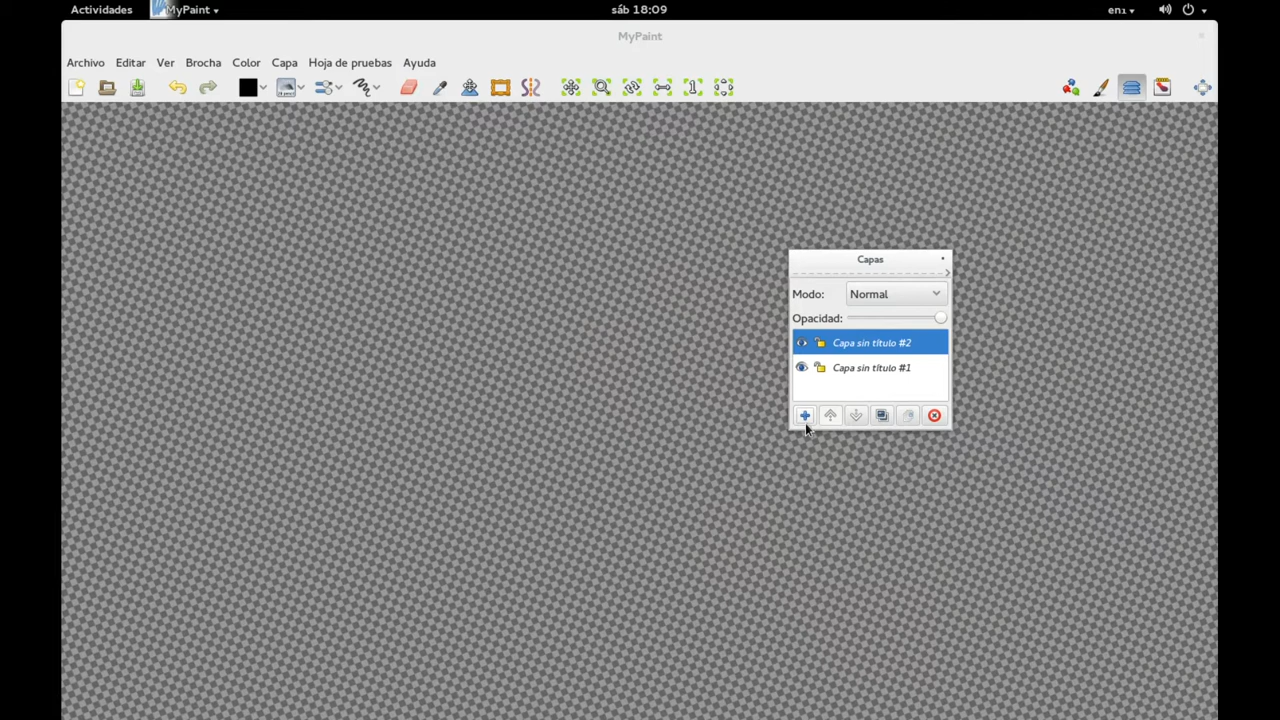 Actividades MyPaint sáb 18:09 en₁
MyPaint
Archivo Editar Ver Brocha Color Capa Hoja de pruebas Ayuda
1
Capas
Modo: Normal
Opacidad:
Capa sin título #2
Capa sin título #1